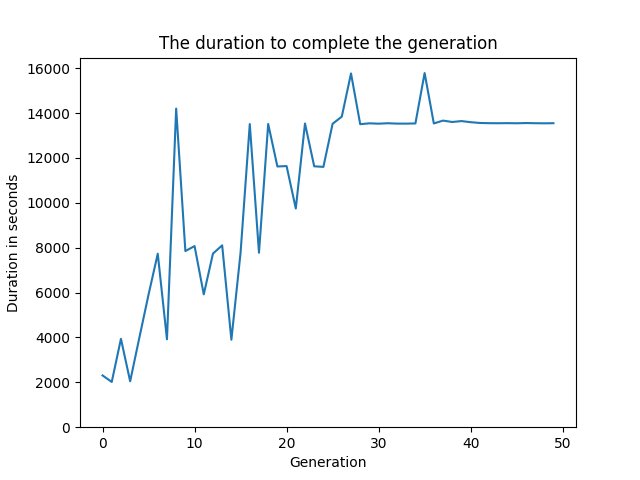 The duration to complete the generation
16000
14000
12000
10000
8000
6000
4000
2000
0
Duration in seconds
0 10 20 30 40 50
Generation